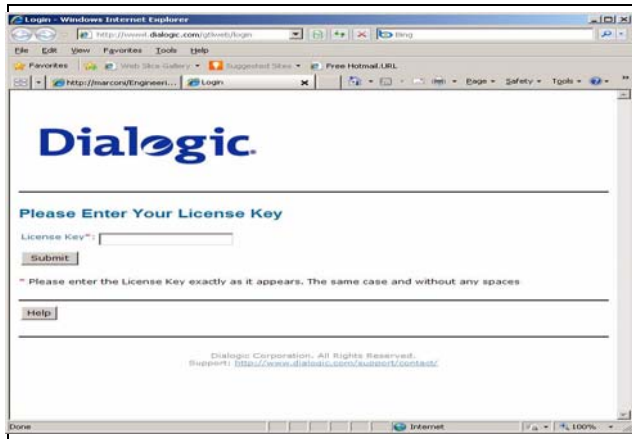 Login - Windows Internet Explorer
http://www.dialogic.com/gtlweb/login
Bing
File Edit View Favorites Tools Help
Favorites Web Slice Gallery Suggested Sites Free Hotmail.URL
http://marconi/Engineeri... Login Page Safety Tools
Dialogic.
Please Enter Your License Key
License Key*:
Submit
* Please enter the License Key exactly as it appears. The same case and without any spaces
Help
Dialogic Corporation. All Rights Reserved.
Support: http://www.dialogic.com/support/contact/
Done Internet 100%